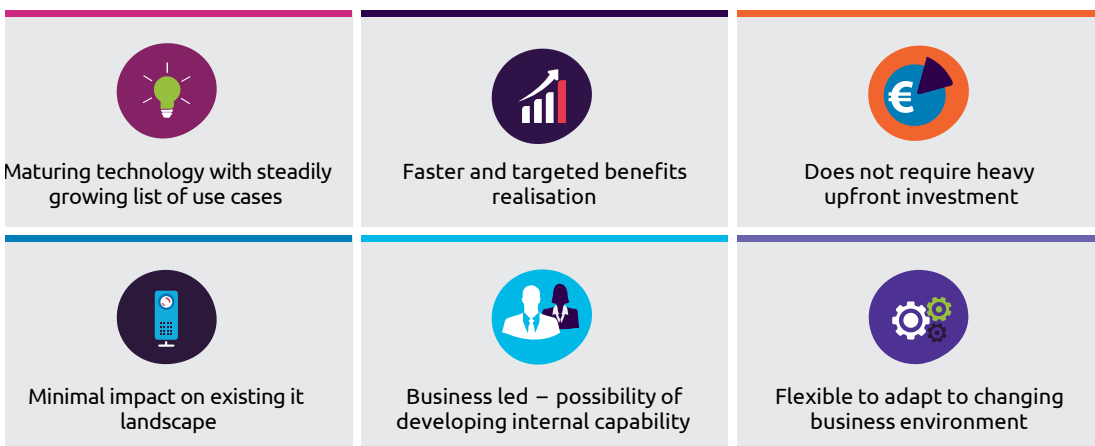 Maturing technology with steadily
growing list of use cases
Faster and targeted benefits
realisation
€
Does not require heavy
upfront investment
Minimal impact on existing it
landscape
Business led – possibility of
developing internal capability
Flexible to adapt to changing
business environment